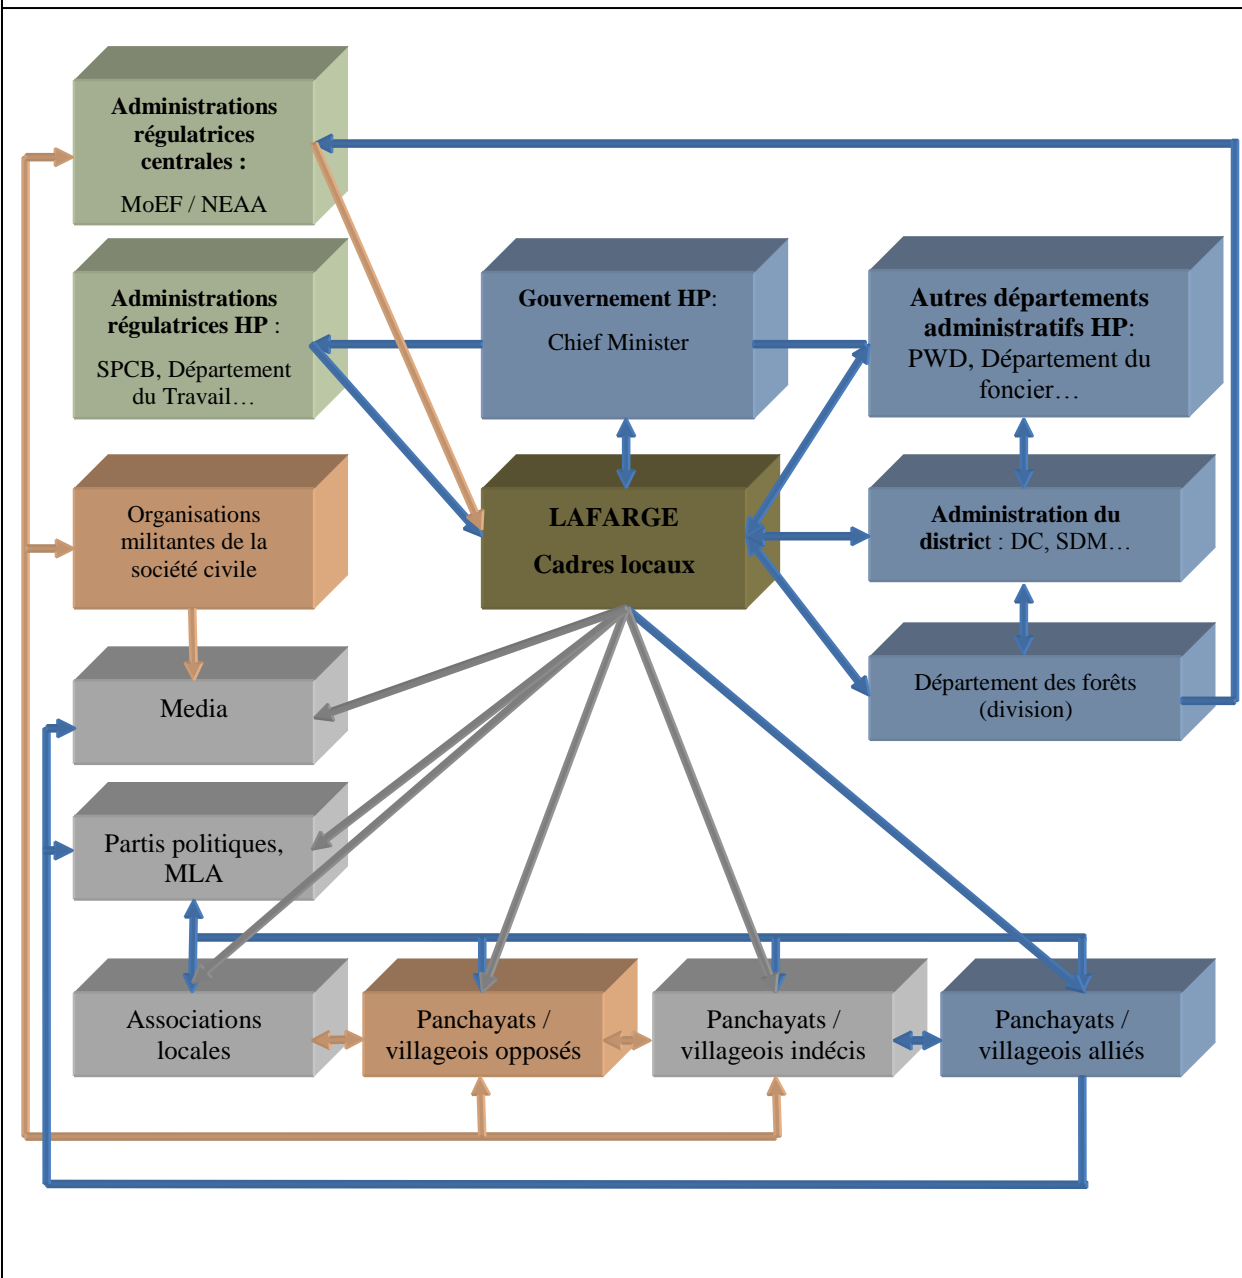 Administrations
régulatrices
centrales :
MoEF / NEAA
Administrations
régulatrices HP :
SPCB, Département
du Travail…
Gouvernement HP:
Chief Minister
Autres départements
administratifs HP:
PWD, Département du
foncier…
Organisations
militantes de la
société civile
LAFARGE
Cadres locaux
Administration du
district : DC, SDM…
Media
Département des forêts
(division)
Partis politiques,
MLA
Associations
locales
Panchayats /
villageois opposés
Panchayats /
villageois indécis
Panchayats /
villageois alliés